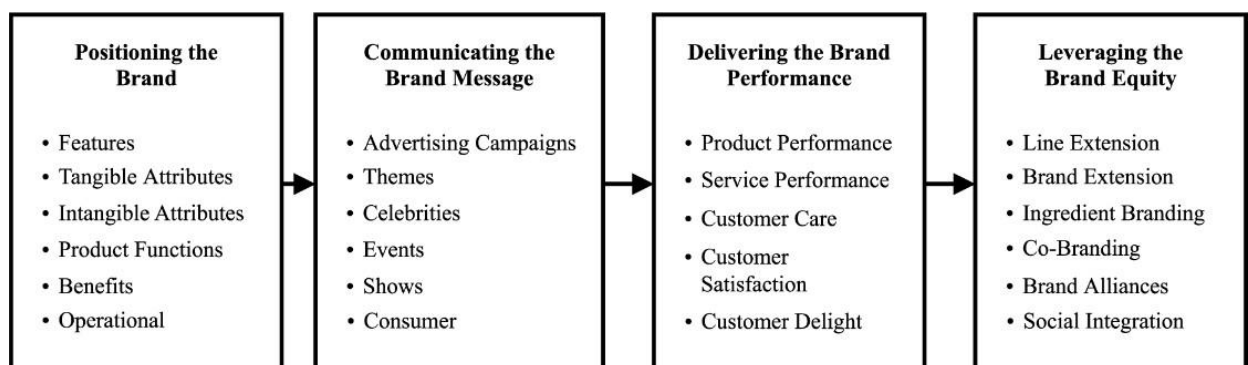 Positioning the
Brand
• Features
• Tangible Attributes
• Intangible Attributes
• Product Functions
• Benefits
• Operational
Communicating the
Brand Message
• Advertising Campaigns
• Themes
• Celebrities
• Events
• Shows
• Consumer
Delivering the Brand
Performance
• Product Performance
• Service Performance
• Customer Care
• Customer
Satisfaction
• Customer Delight
Leveraging the
Brand Equity
• Line Extension
• Brand Extension
• Ingredient Branding
• Co-Branding
• Brand Alliances
• Social Integration